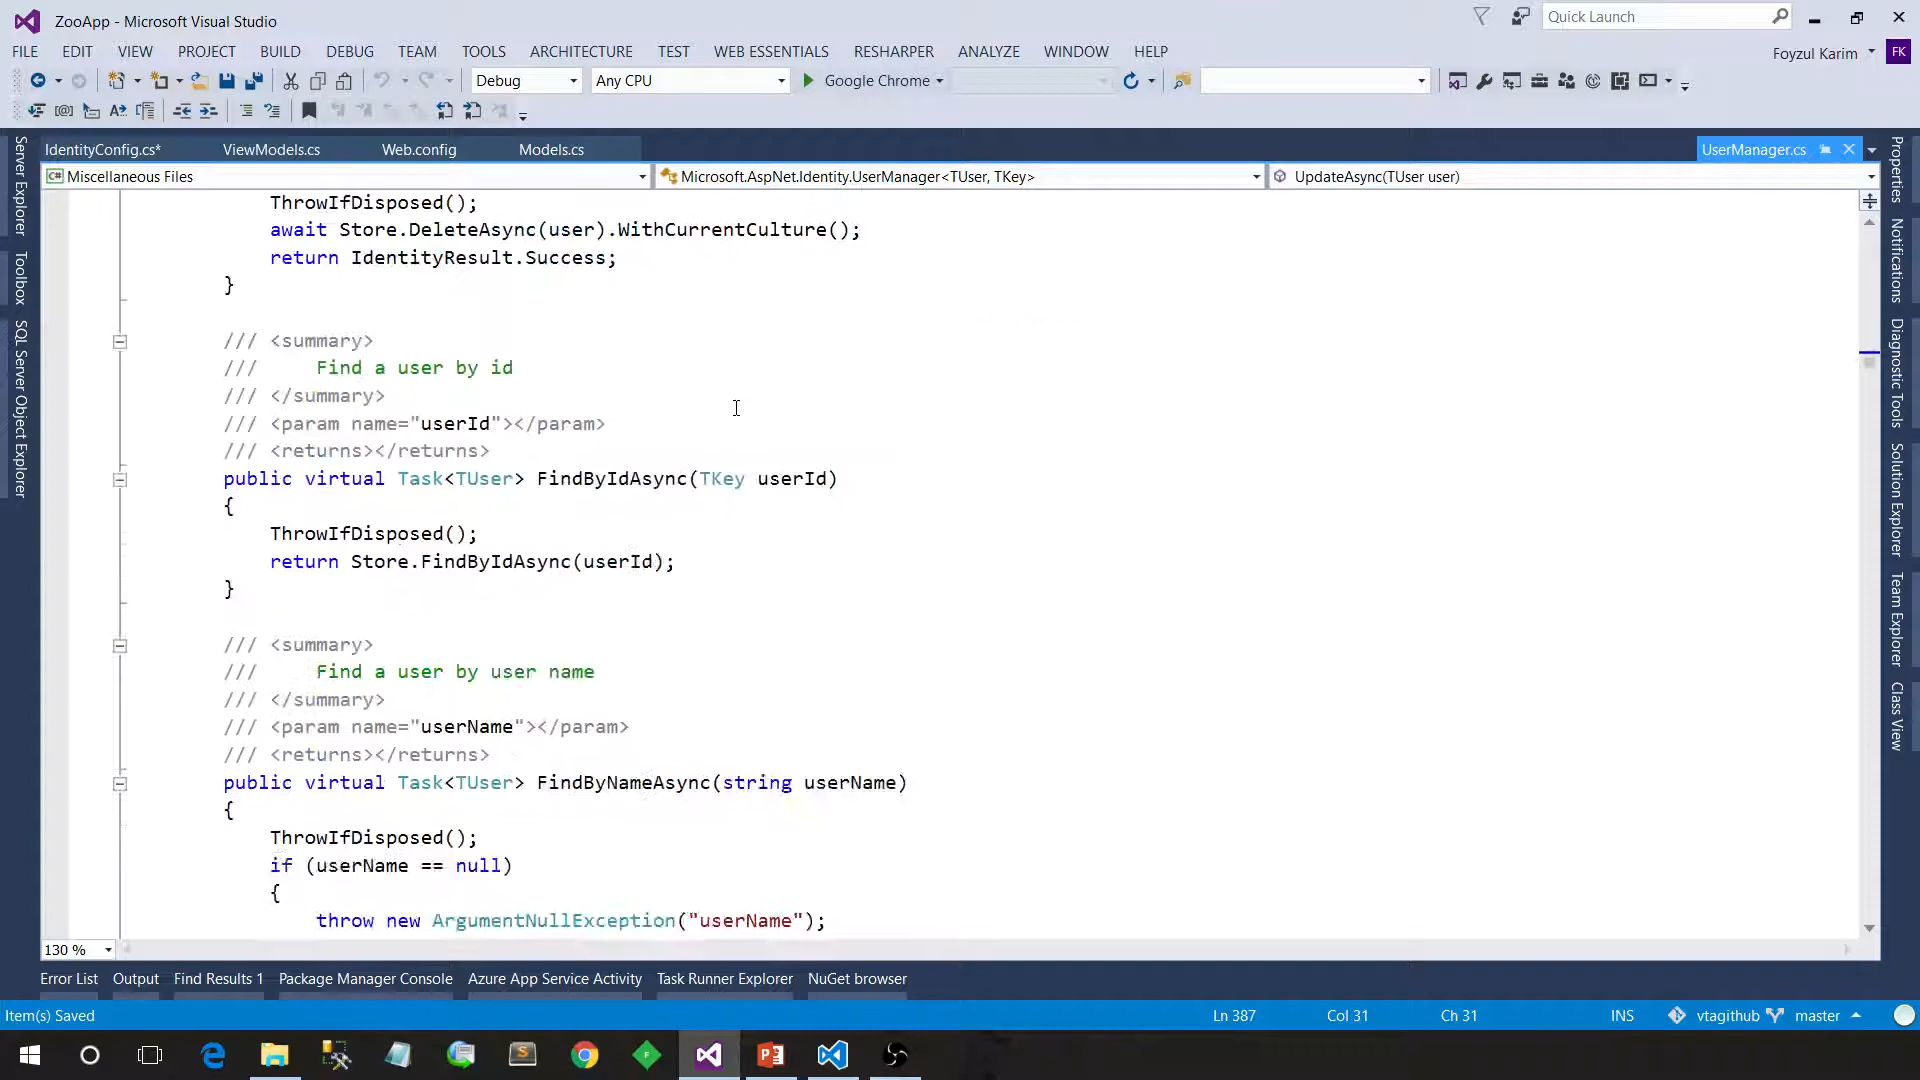 ZooApp - Microsoft Visual Studio
Quick Launch
FILE EDIT VIEW PROJECT BUILD DEBUG TEAM TOOLS ARCHITECTURE TEST WEB ESSENTIALS RESHARPER ANALYZE WINDOW HELP
Foyzul Karim FK
Debug Any CPU Google Chrome
IdentityConfig.cs* ViewModels.cs Web.config Models.cs UserManager.cs
Miscellaneous Files Microsoft.AspNet.Identity.UserManager<TUser, TKey> UpdateAsync(TUser user)
ThrowIfDisposed();
await Store.DeleteAsync(user).WithCurrentCulture();
return IdentityResult.Success;
}
/// <summary>
///     Find a user by id
/// </summary>
/// <param name="userId"></param>
/// <returns></returns>
public virtual Task<TUser> FindByIdAsync(TKey userId)
{
ThrowIfDisposed();
return Store.FindByIdAsync(userId);
}
/// <summary>
///     Find a user by user name
/// </summary>
/// <param name="userName"></param>
/// <returns></returns>
public virtual Task<TUser> FindByNameAsync(string userName)
{
ThrowIfDisposed();
if (userName == null)
{
throw new ArgumentNullException("userName");
Server Explorer
Toolbox
SQL Server Object Explorer
Properties
Notifications
Diagnostic Tools
Solution Explorer
Team Explorer
Class View
130 %
Error List Output Find Results 1 Package Manager Console Azure App Service Activity Task Runner Explorer NuGet browser
Item(s) Saved Ln 387 Col 31 Ch 31 INS vtagithub master